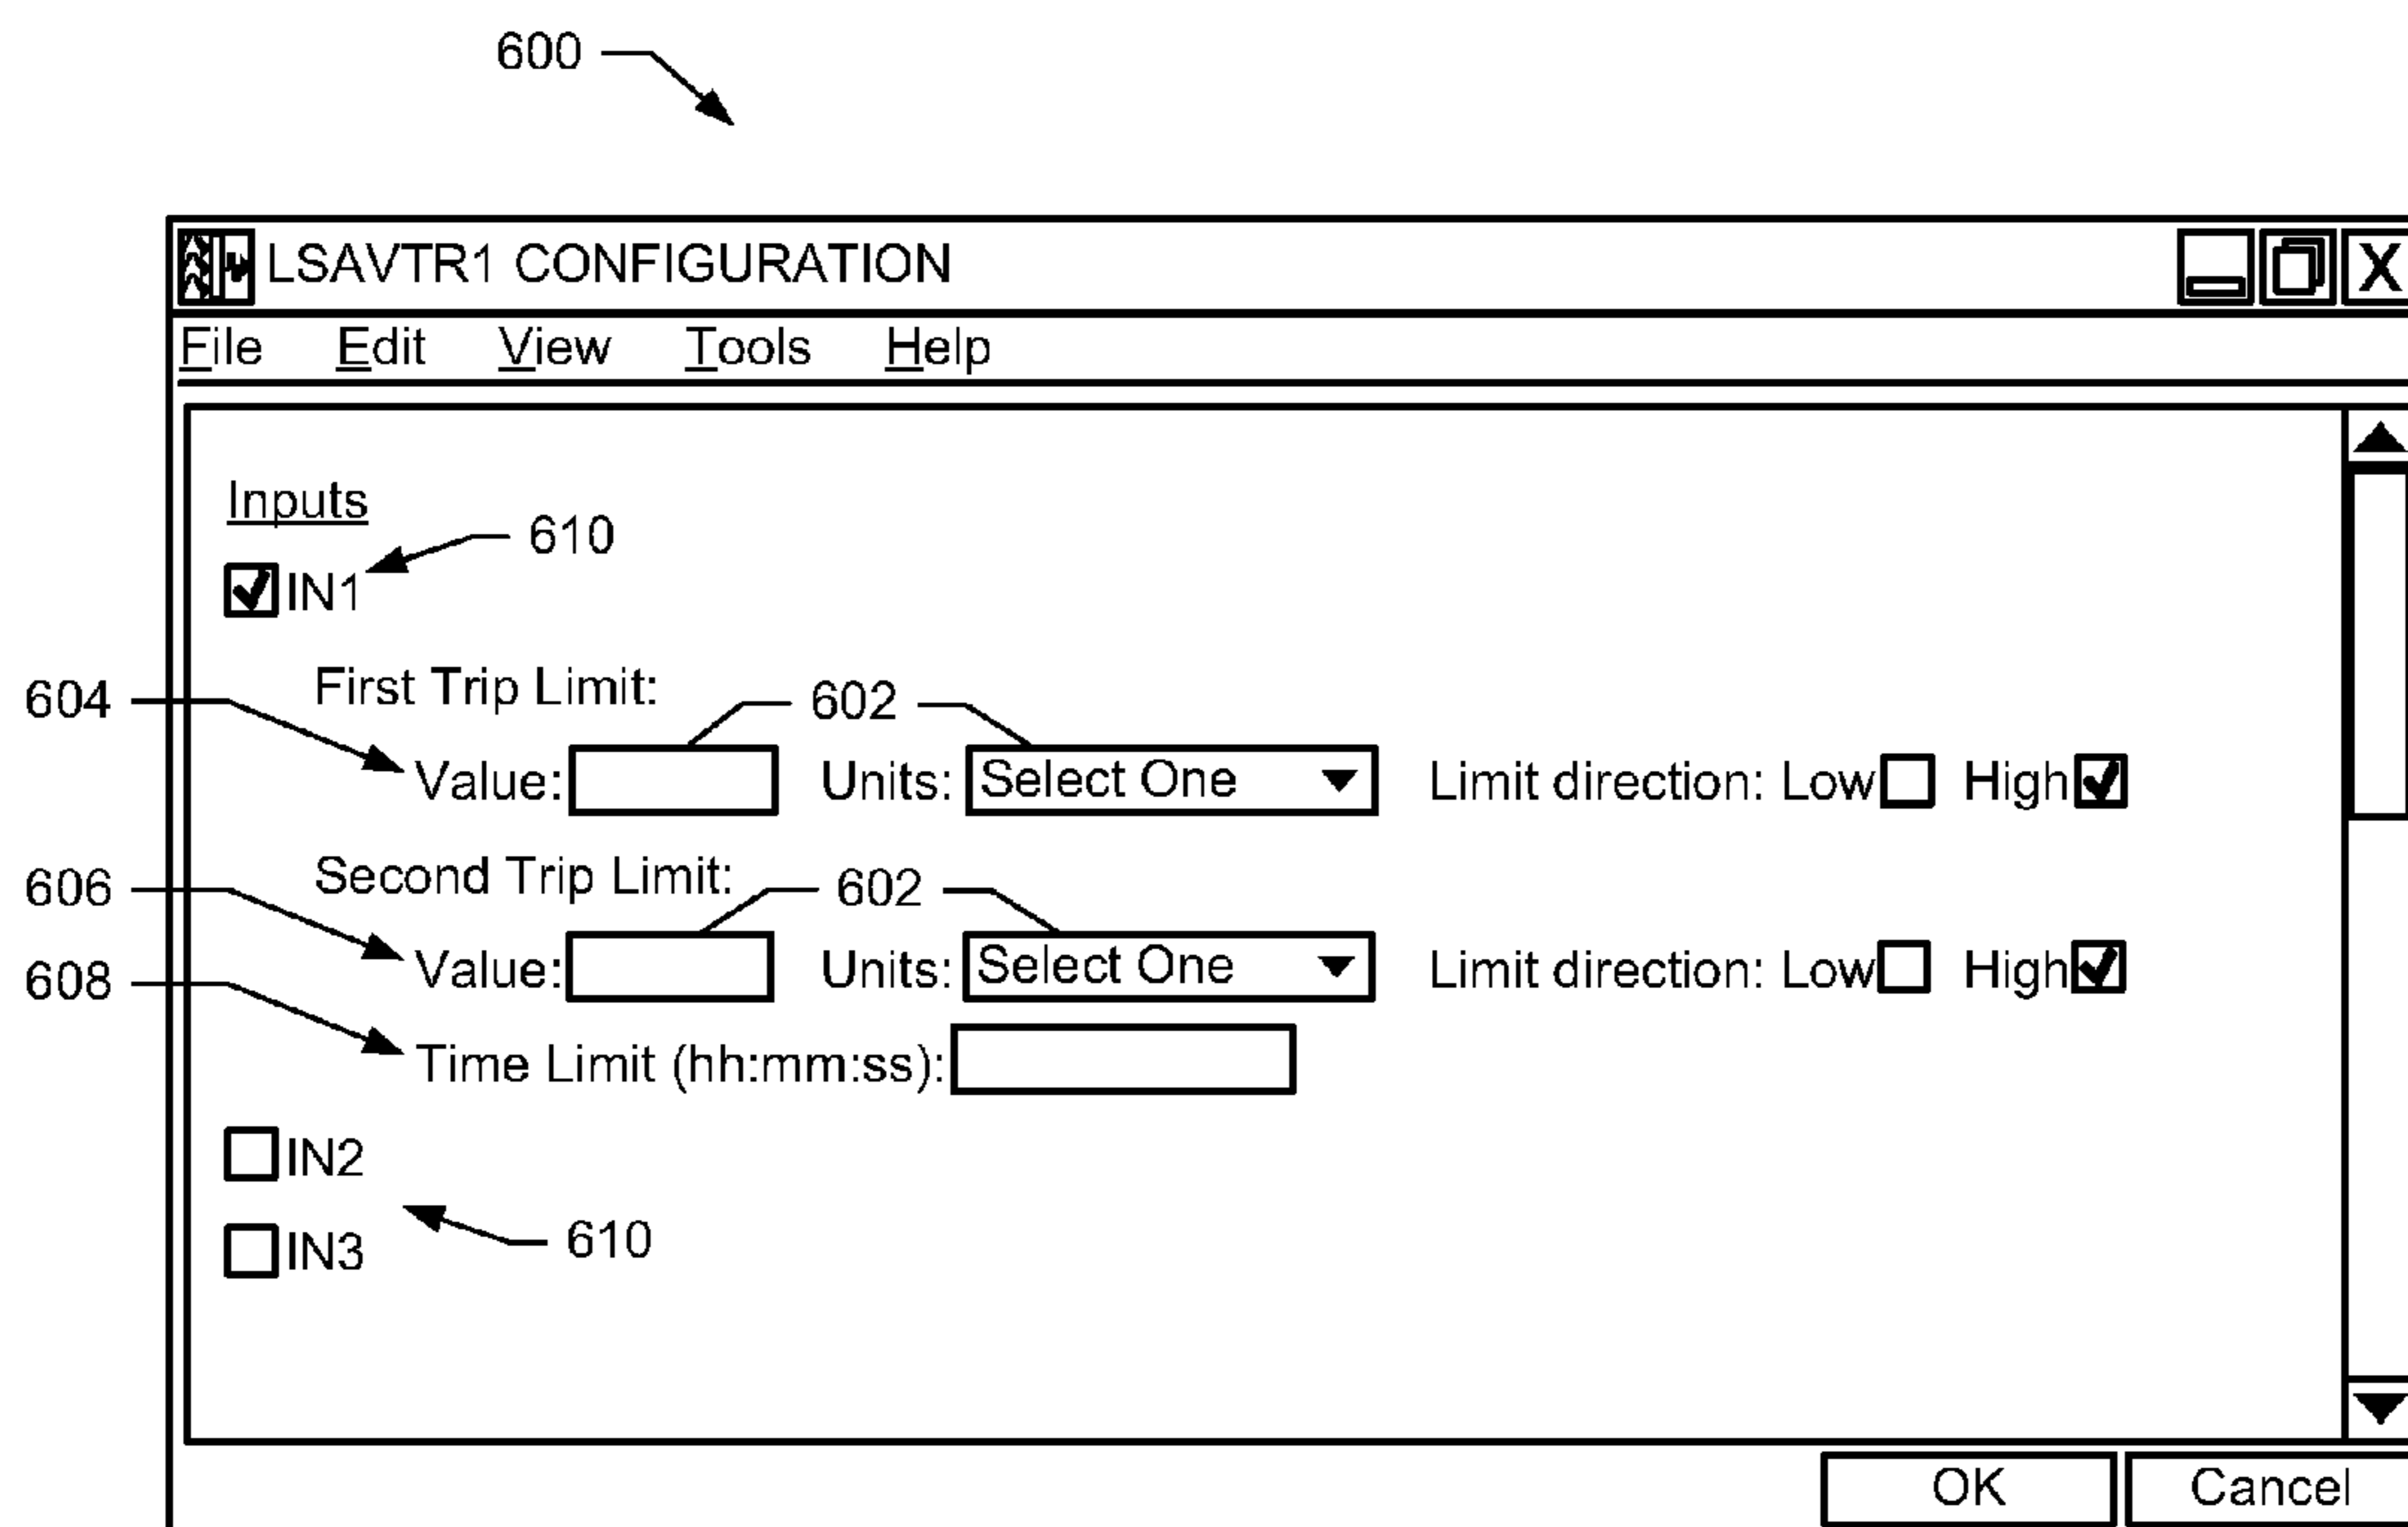 600
LSAVTR1 CONFIGURATION X
File Edit View Tools Help
Inputs
610
IN1
First Trip Limit:
604 602
Value: Units: Select One Limit direction: Low High
Second Trip Limit:
606 602
Value: Units: Select One Limit direction: Low High
608
Time Limit (hh:mm:ss):
IN2
610
IN3
OK Cancel